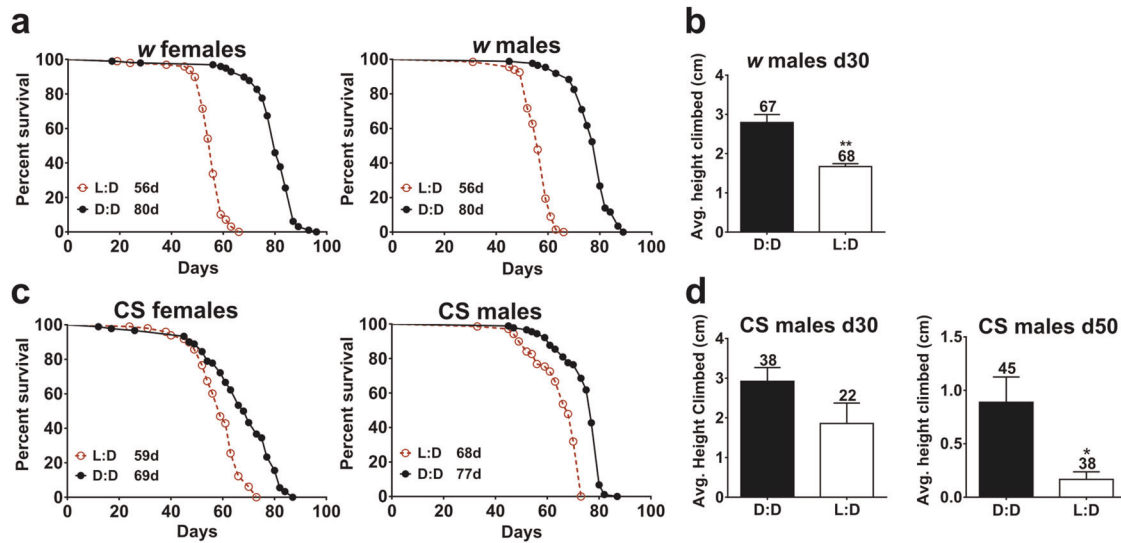 a
w females
Percent survival
100
80
60
40
20
0
L:D 56d
D:D 80d
0 20 40 60 80 100
Days
w males
Percent survival
100
80
60
40
20
0
L:D 56d
D:D 80d
0 20 40 60 80 100
Days
b
w males d30
Avg. height climbed (cm)
4
3
2
1
0
67
**
68
D:D L:D
c
CS females
Percent survival
100
80
60
40
20
0
L:D 59d
D:D 69d
0 20 40 60 80 100
Days
CS males
Percent survival
100
80
60
40
20
0
L:D 68d
D:D 77d
0 20 40 60 80 100
Days
d
CS males d30
Avg. Height Climbed (cm)
4
3
2
1
0
38
22
D:D L:D
CS males d50
Avg. height climbed (cm)
1.5
1.0
0.5
0.0
45
*
38
D:D L:D